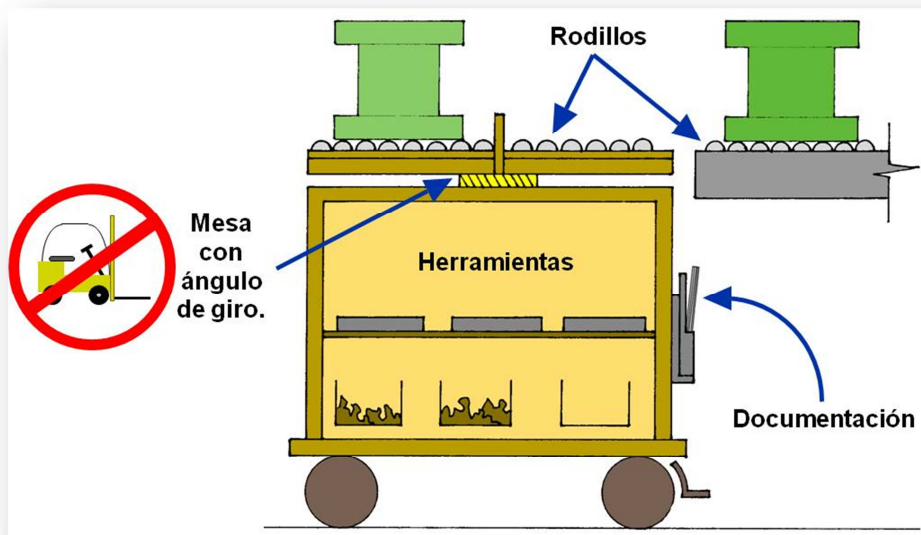 Rodillos
Mesa
con
ángulo
de giro.
Herramientas
Documentación